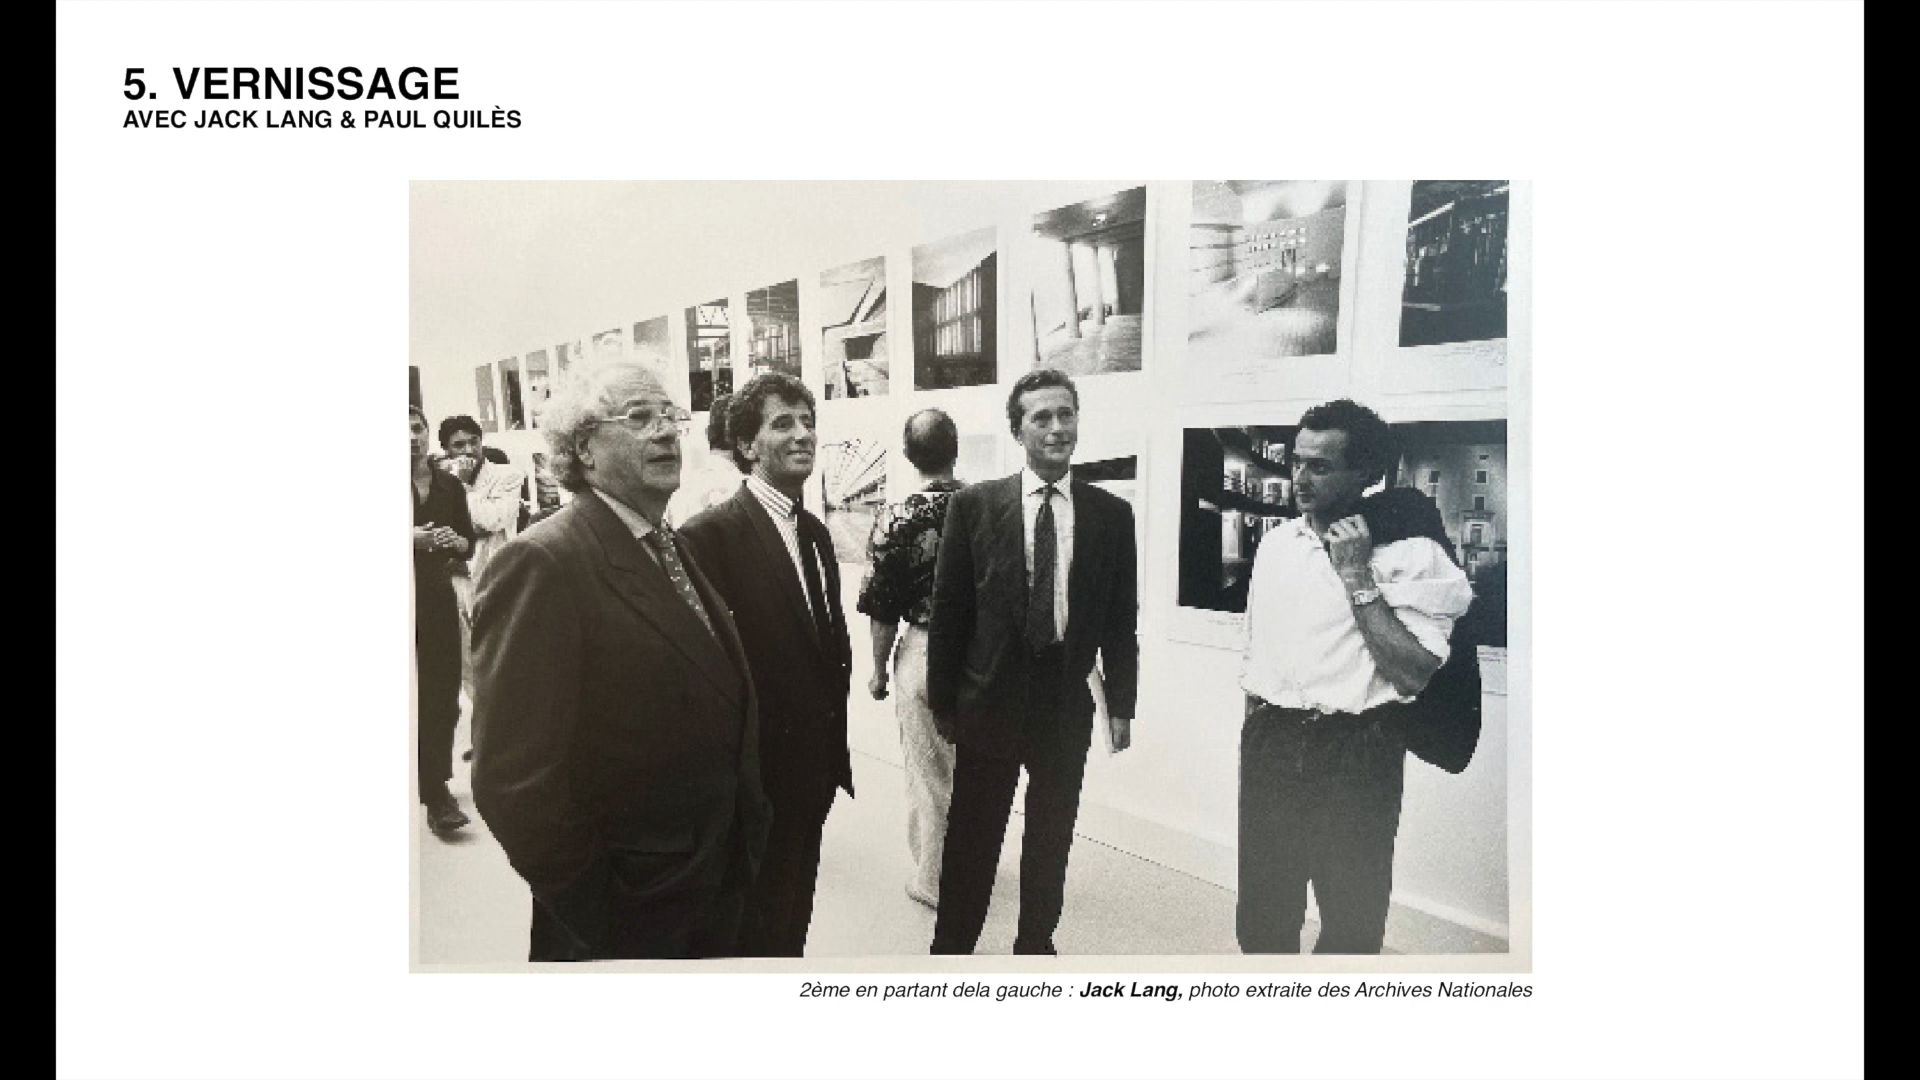 5. VERNISSAGE
AVEC JACK LANG & PAUL QUILÈS
2ème en partant dela gauche : Jack Lang, photo extraite des Archives Nationales